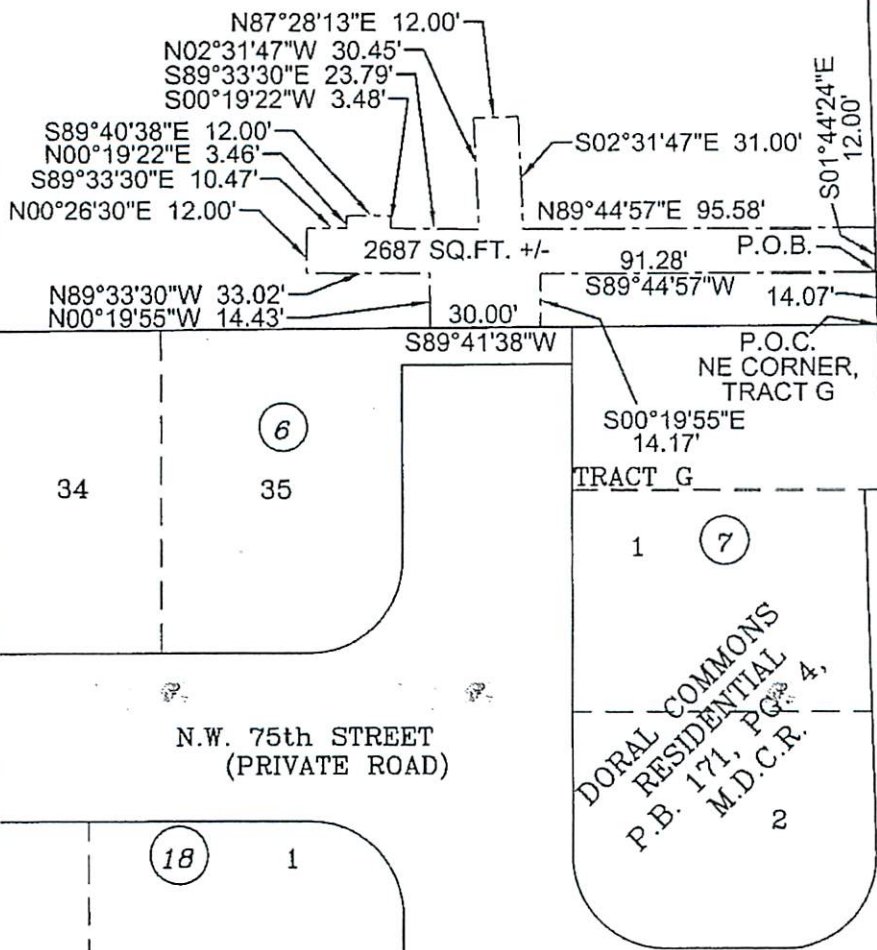 N87°28'13"E 12.00'
N02°31'47"W 30.45'
S89°33'30"E 23.79'
S00°19'22"W 3.48'
S89°40'38"E 12.00'
N00°19'22"E 3.46'
S89°33'30"E 10.47'
N00°26'30"E 12.00'
S02°31'47"E 31.00'
S01°44'24"E
12.00'
N89°44'57"E 95.58'
2687 SQ.FT. +/-
P.O.B.
91.28'
S89°44'57"W
14.07'
N89°33'30"W 33.02'
N00°19'55"W 14.43'
30.00'
S89°41'38"W
P.O.C.
NE CORNER,
TRACT G
S00°19'55"E
14.17'
6
34
35
TRACT G
1
7
DORAL COMMONS
RESIDENTIAL
P.B. 171, PG. 4,
M.D.C.R.
N.W. 75th STREET
(PRIVATE ROAD)
2
18
1